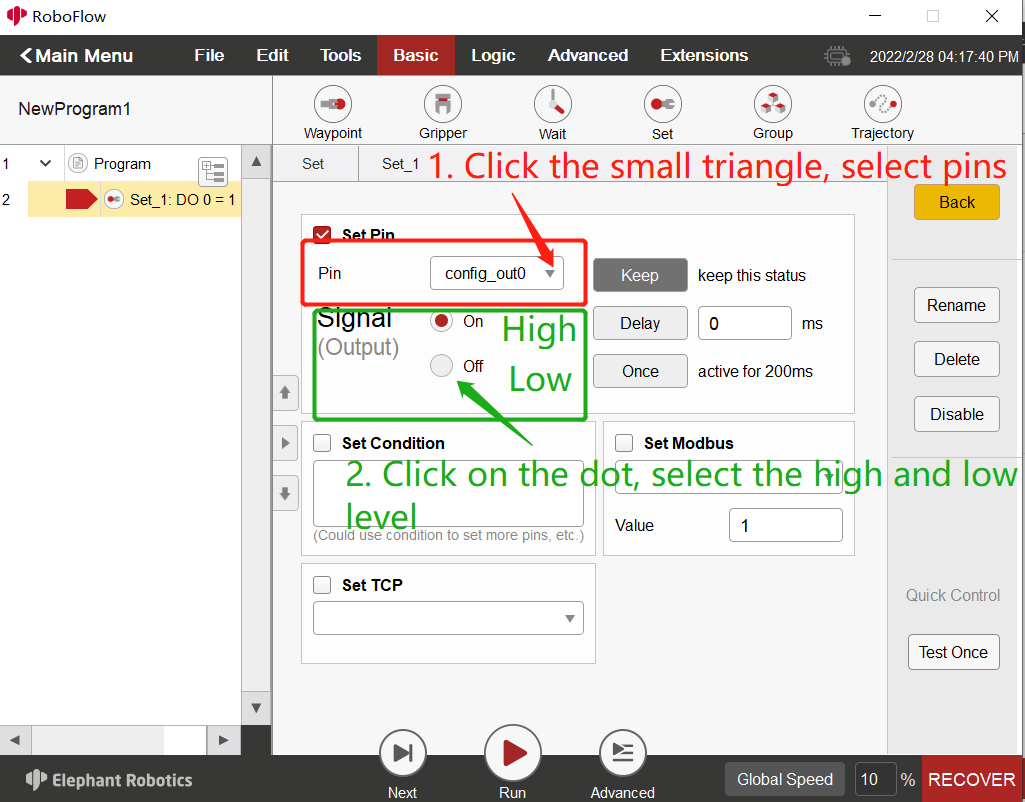 RoboFlow
Main Menu File Edit Tools Basic Logic Advanced Extensions 2022/2/28 04:17:40 PM
NewProgram1
Waypoint Gripper Wait Set Group Trajectory
1 Program
2 Set_1: DO 0 = 1
Set Set_1
1. Click the small triangle, select pins
Back
Set Pin
Pin config_out0 Keep keep this status
Signal On High Delay 0 ms
(Output)
Off Low Once active for 200ms
Rename
Delete
Disable
Set Condition
Set Modbus
2. Click on the dot, select the high and low
level
(Could use condition to set more pins, etc.)
Value 1
Set TCP
Quick Control
Test Once
Next Run Advanced
Elephant Robotics
Global Speed 10 % RECOVER